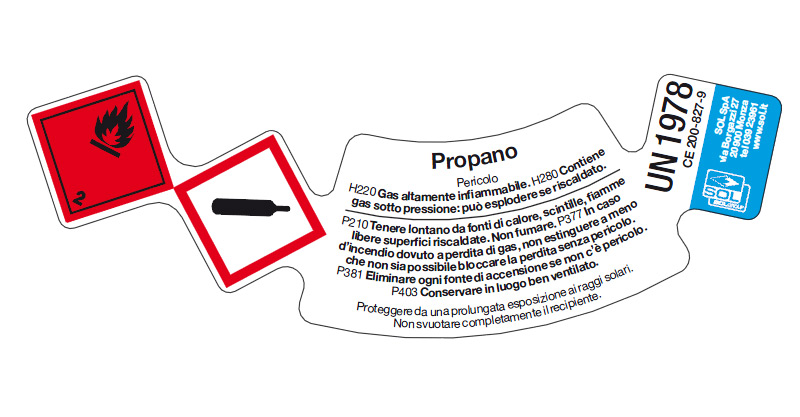 2
Propano
Pericolo
H220 Gas altamente infiammabile. H280 Contiene
gas sotto pressione: può esplodere se riscaldato.
P210 Tenere lontano da fonti di calore, scintille, fiamme
libere superfici riscaldate. Non fumare. P377 In caso
d'incendio dovuto a perdita di gas, non estinguere a meno
che non sia possibile bloccare la perdita senza pericolo.
P381 Eliminare ogni fonte di accensione se non c'è pericolo.
P403 Conservare in luogo ben ventilato.
Proteggere da una prolungata esposizione ai raggi solari.
Non svuotare completamente il recipiente.
UN 1978
CE 200-827-9
SOL SpA
via Borgazzi 27
20900 Monza
tel 039 23961
www.sol.it
SOL
SOLGROUP